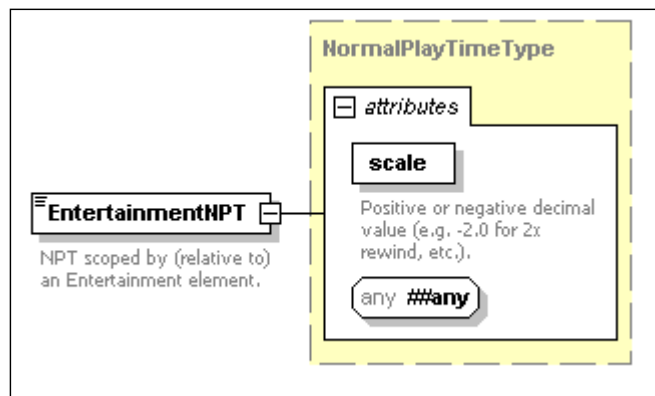 NormalPlayTimeType
attributes
scale
Positive or negative decimal
value (e.g. -2.0 for 2x
rewind, etc.).
EntertainmentNPT
NPT scoped by (relative to)
an Entertainment element.
any ##any